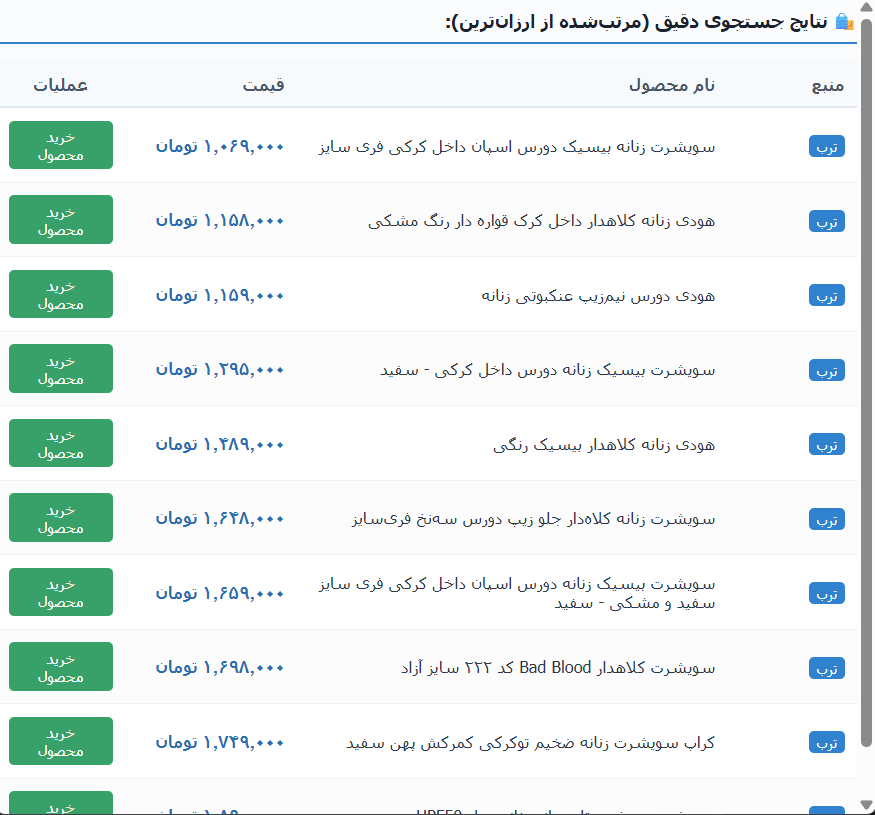 🛍️ نتایج جستجوی دقیق (مرتب‌شده از ارزان‌ترین):
منبع نام محصول قیمت عملیات
ترب سویشرت زنانه بیسیک دورس اسپان داخل کرکی فری سایز ۱,۰۶۹,۰۰۰ تومان خرید محصول
ترب هودی زنانه کلاهدار داخل کرک قواره دار رنگ مشکی ۱,۱۵۸,۰۰۰ تومان خرید محصول
ترب هودی دورس نیم‌زیپ عنکبوتی زنانه ۱,۱۵۹,۰۰۰ تومان خرید محصول
ترب سویشرت بیسیک زنانه دورس داخل کرکی - سفید ۱,۲۹۵,۰۰۰ تومان خرید محصول
ترب هودی زنانه کلاهدار بیسیک رنگی ۱,۴۸۹,۰۰۰ تومان خرید محصول
ترب سویشرت زنانه کلاه‌دار جلو زیپ دورس سه‌نخ فری‌سایز ۱,۶۴۸,۰۰۰ تومان خرید محصول
ترب سویشرت بیسیک زنانه دورس اسپان داخل کرکی فری سایز
سفید و مشکی - سفید ۱,۶۵۹,۰۰۰ تومان خرید محصول
ترب سویشرت کلاهدار Bad Blood کد ۲۲۲ سایز آزاد ۱,۶۹۸,۰۰۰ تومان خرید محصول
ترب کراپ سویشرت زنانه ضخیم توکرکی کمرکش پهن سفید ۱,۷۴۹,۰۰۰ تومان خرید محصول
خرید